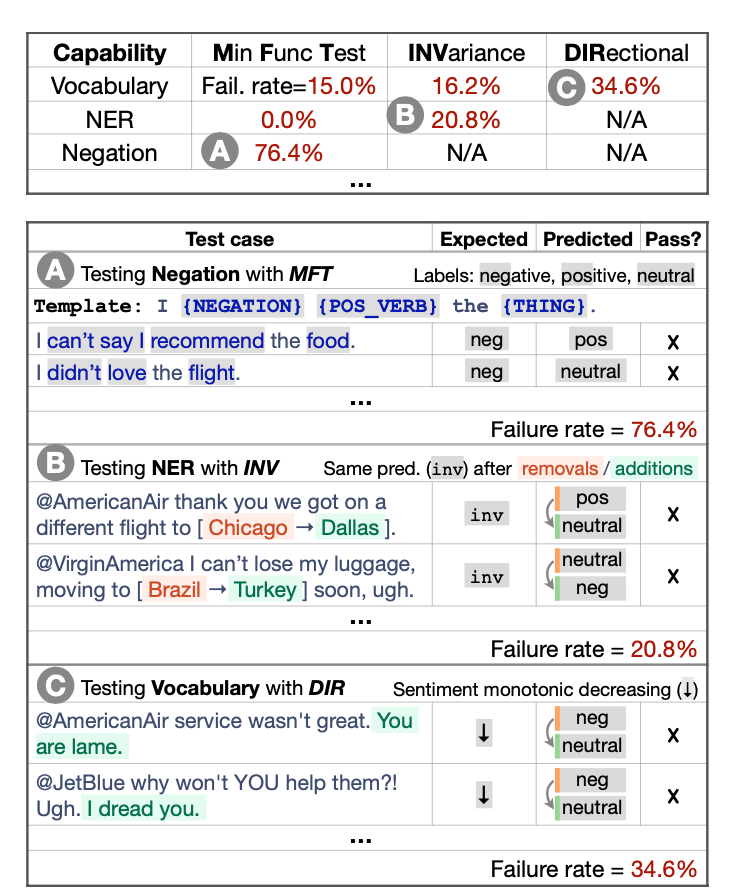 Capability Min Func Test INVariance DIRectional
Vocabulary Fail. rate=15.0% 16.2% C 34.6%
NER 0.0% B 20.8% N/A
Negation A 76.4% N/A N/A
...
Test case Expected Predicted Pass?
A Testing Negation with MFT Labels: negative, positive, neutral
Template: I {NEGATION} {POS_VERB} the {THING}.
I can’t say I recommend the food. neg pos X
I didn’t love the flight. neg neutral X
...
Failure rate = 76.4%
B Testing NER with INV Same pred. (inv) after removals / additions
@AmericanAir thank you we got on a pos
different flight to [ Chicago → Dallas ]. inv neutral X
@VirginAmerica I can’t lose my luggage, neutral
moving to [ Brazil → Turkey ] soon, ugh. inv neg X
...
Failure rate = 20.8%
C Testing Vocabulary with DIR Sentiment monotonic decreasing (↓)
@AmericanAir service wasn't great. You neg
are lame. ↓ neutral X
@JetBlue why won't YOU help them?! neg
Ugh. I dread you. ↓ neutral X
...
Failure rate = 34.6%